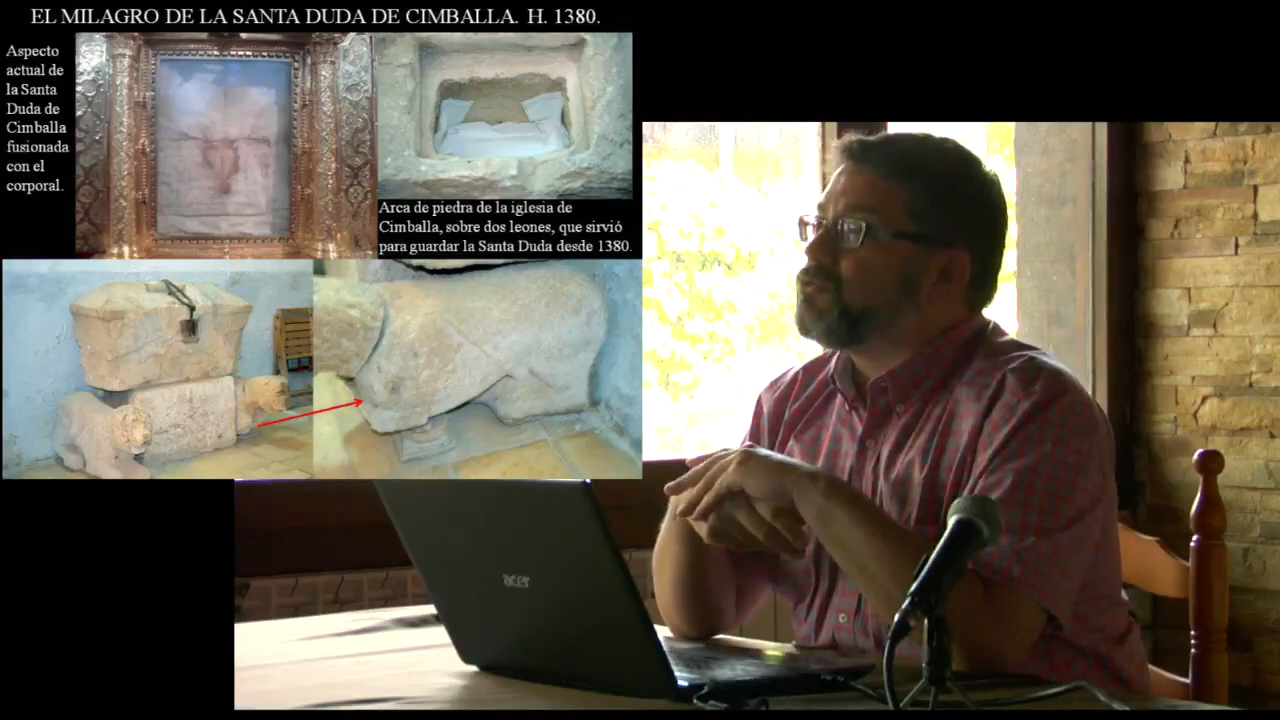 EL MILAGRO DE LA SANTA DUDA DE CIMBALLA. H. 1380.
Aspecto
actual de
la Santa
Duda de
Cimballa
fusionada
con el
corporal.
Arca de piedra de la iglesia de
Cimballa, sobre dos leones, que sirvió
para guardar la Santa Duda desde 1380.
acer